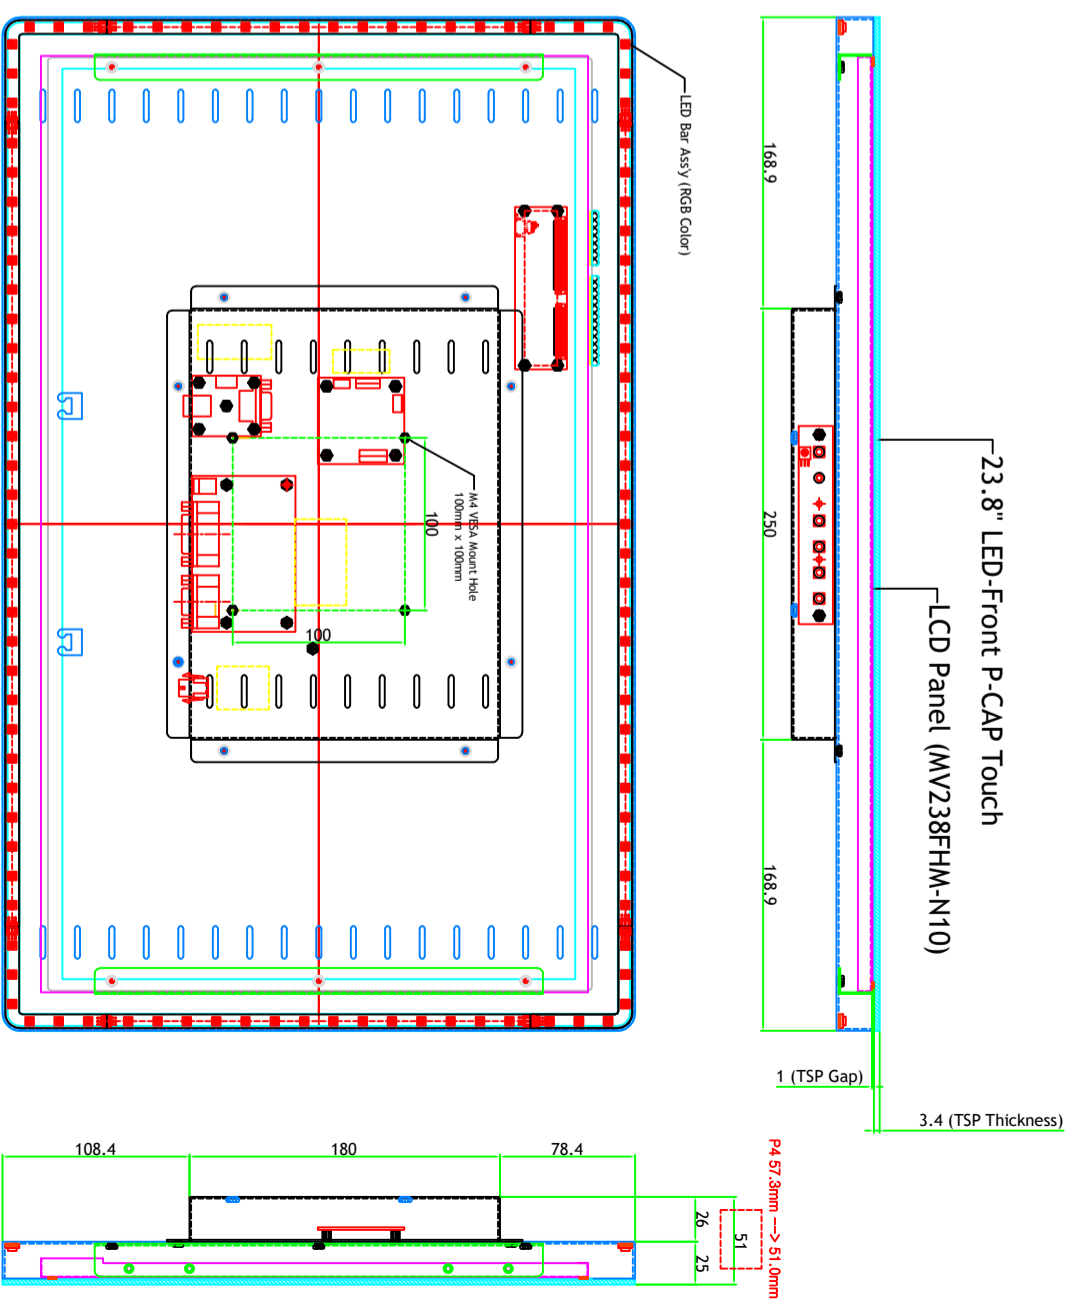 LED Bar Ass'y (RGB Color)
168.9
250
168.9
23.8" LED-Front P-CAP Touch
LCD Panel (MV238FHM-N10)
M4 VESA Mount Hole
100mm x 100mm
100
100
1 (TSP Gap)
3.4 (TSP Thickness)
108.4
180
78.4
26
25
51
P4 57.3mm ---> 51.0mm